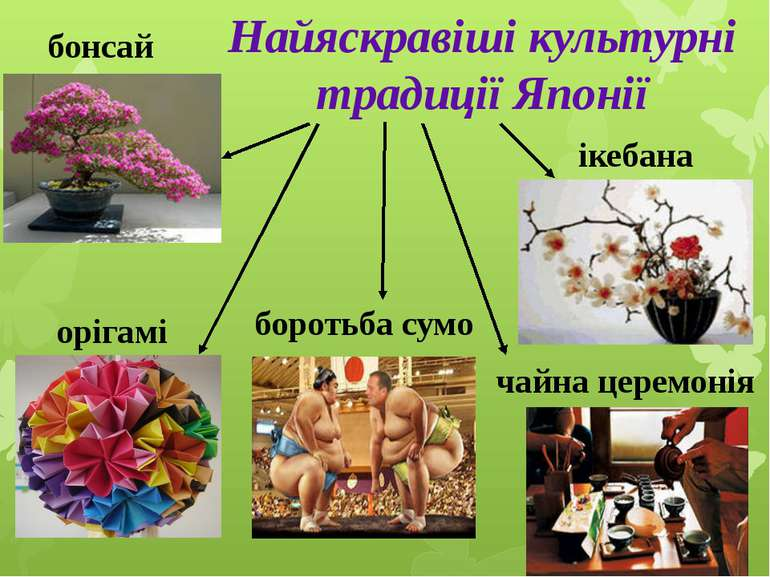 бонсай
Найяскравіші культурні
традиції Японії
ікебана
орігамі
боротьба сумо
чайна церемонія